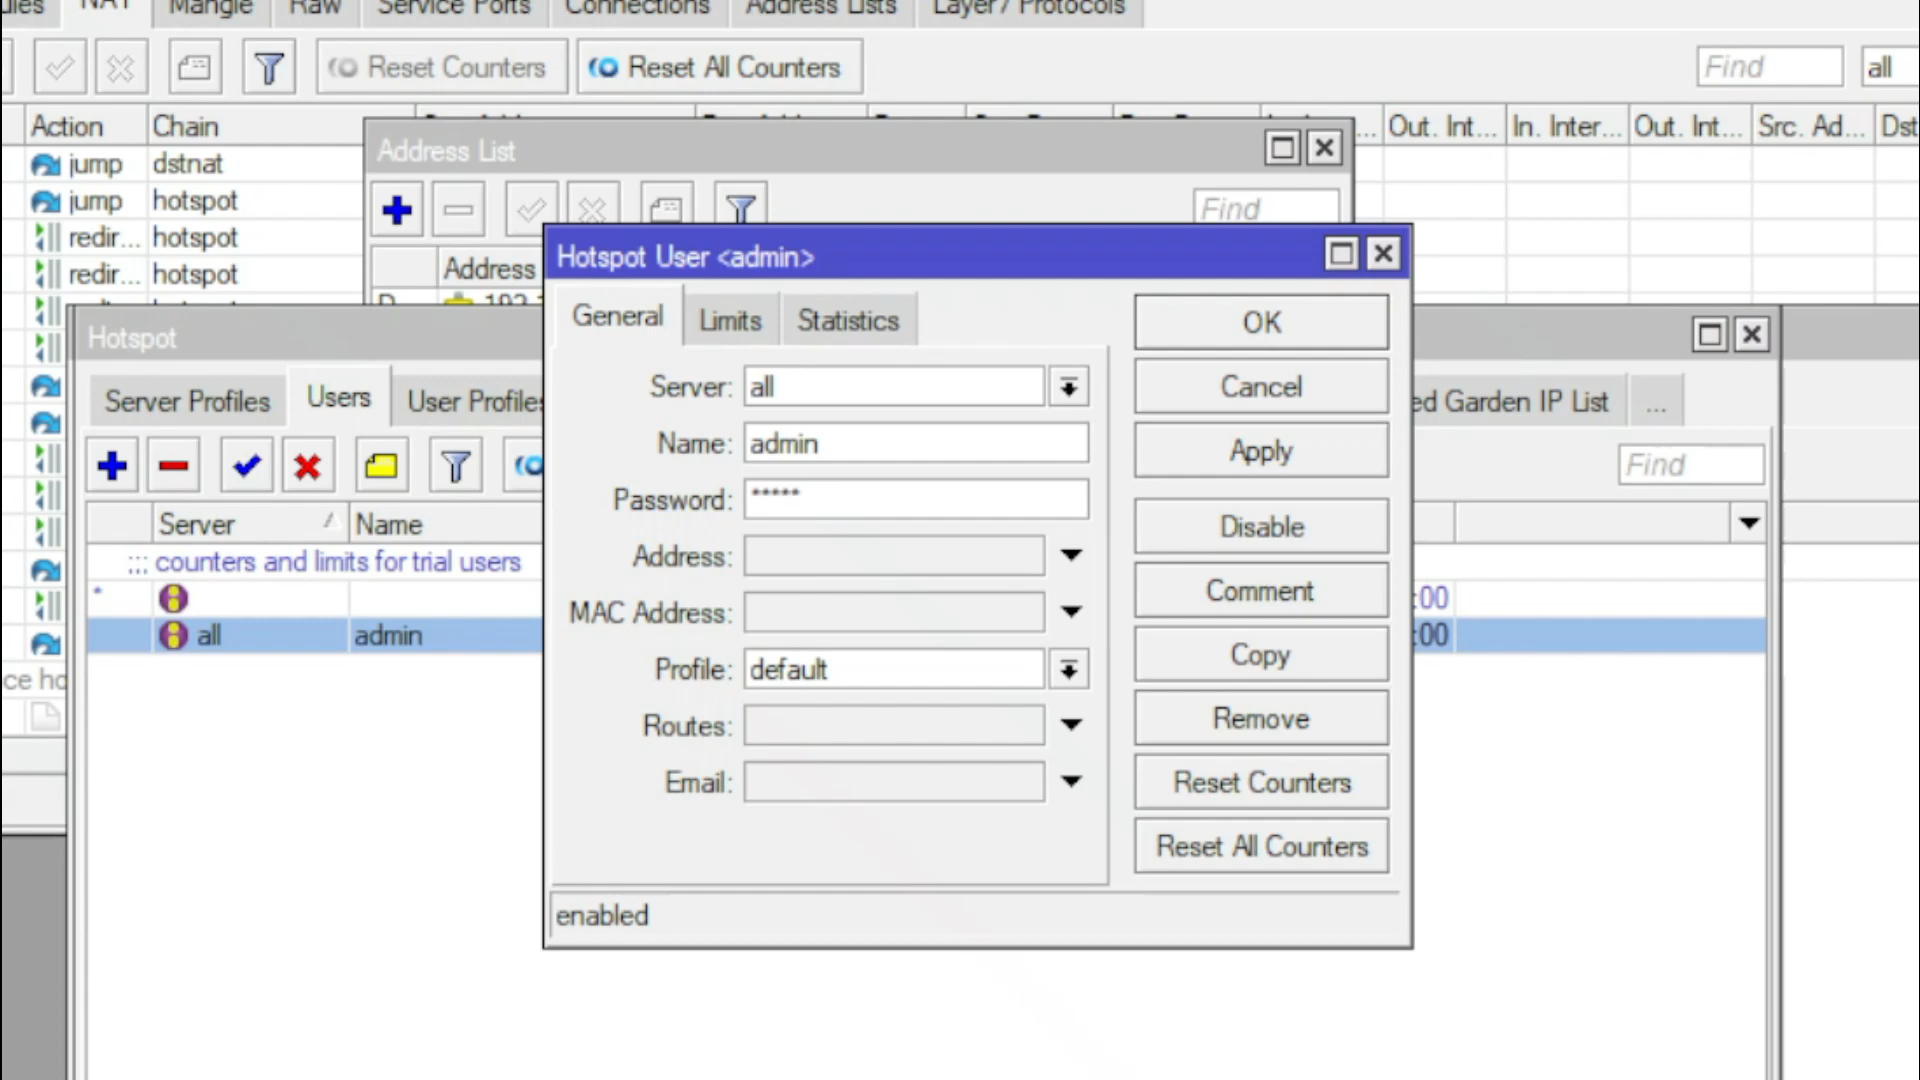 NAT Mangle Raw Service Ports Connections Address Lists Layer7 Protocols
Reset Counters Reset All Counters Find all
Action Chain Out. Int... In. Inter... Out. Int... Src. Ad... Dst
jump dstnat
jump hotspot
redir... hotspot
redir... hotspot
Address List
Find
Address
D
Hotspot
Server Profiles Users User Profiles Garden IP List ...
Find
Server Name
;;; counters and limits for trial users
* :00
all admin :00
Hotspot User <admin>
General Limits Statistics
Server: all
Name: admin
Password: *****
Address:
MAC Address:
Profile: default
Routes:
Email:
OK
Cancel
Apply
Disable
Comment
Copy
Remove
Reset Counters
Reset All Counters
enabled